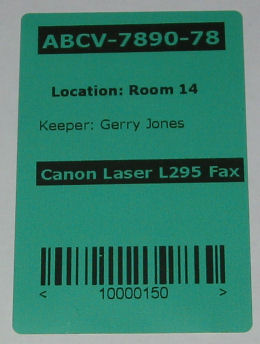 ABCV-7890-78
Location: Room 14
Keeper: Gerry Jones
Canon Laser L295 Fax
< 10000150 >